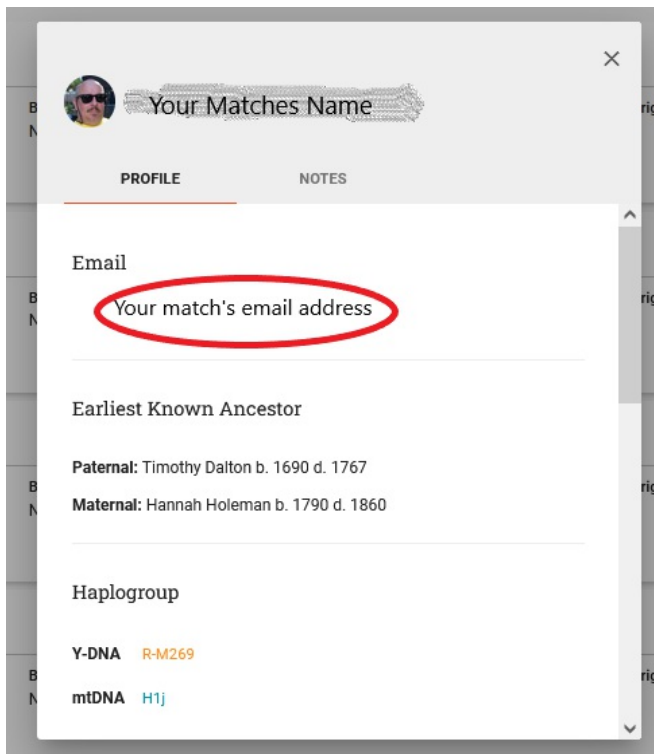 Your Matches Name
PROFILE NOTES
Email
Your match's email address
Earliest Known Ancestor
Paternal: Timothy Dalton b. 1690 d. 1767
Maternal: Hannah Holeman b. 1790 d. 1860
Haplogroup
Y-DNA R-M269
mtDNA H1j